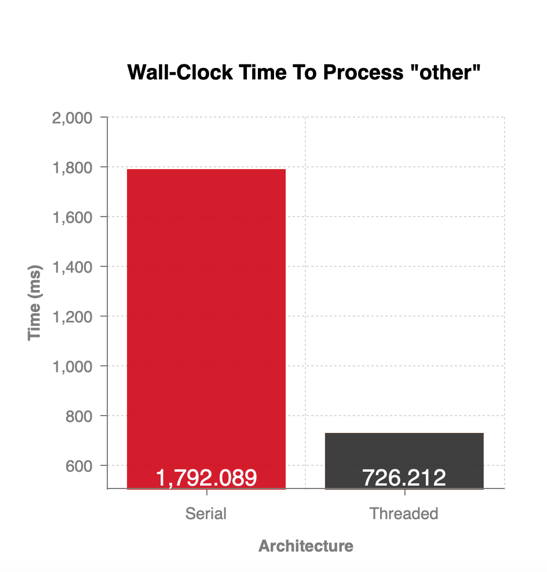 Wall-Clock Time To Process "other"
2,000
1,800
1,600
1,400
1,200
1,000
800
600
Time (ms)
1,792.089
726.212
Serial
Threaded
Architecture